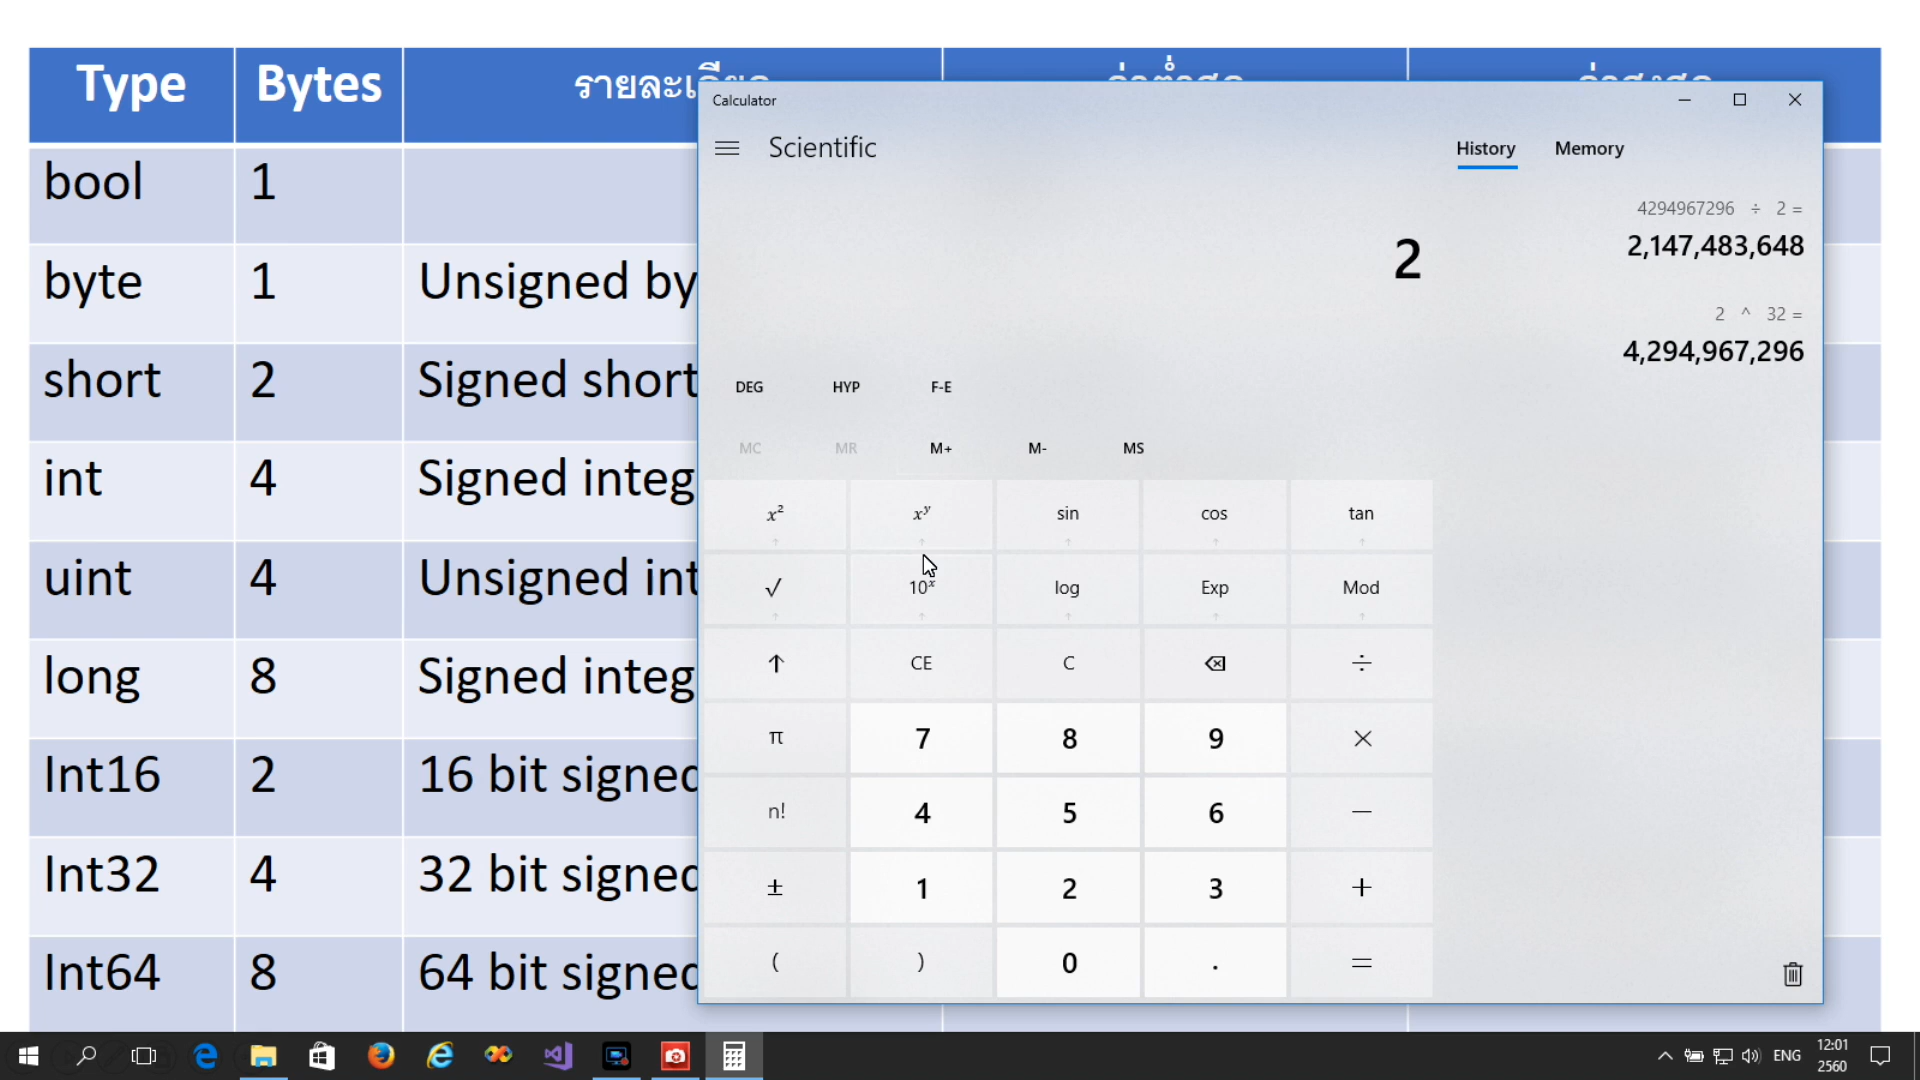 Type Bytes
bool 1
byte 1 Unsigned by
short 2 Signed short
int 4 Signed integ
uint 4 Unsigned int
long 8 Signed integ
Int16 2 16 bit signed
Int32 4 32 bit signed
Int64 8 64 bit signed
Calculator
Scientific
History Memory
4294967296 ÷ 2 =
2,147,483,648
2
2 ^ 32 =
4,294,967,296
DEG HYP F-E
MC MR M+ M- MS
x² xʸ sin cos tan
√ 10ˣ log Exp Mod
↑ CE C ⌫ ÷
π 7 8 9 ×
n! 4 5 6 −
± 1 2 3 +
( ) 0 . =
ENG
12:01
2560